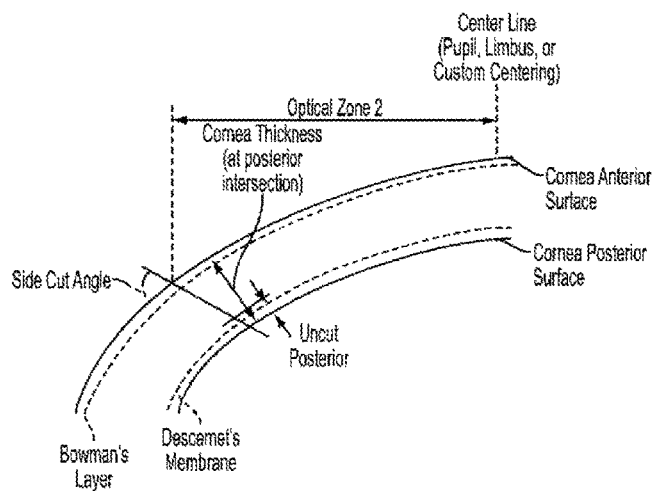 Center Line
(Pupil, Limbus, or
Custom Centering)
Optical Zone 2
Cornea Thickness
(at posterior
intersection)
Cornea Anterior
Surface
Cornea Posterior
Surface
Side Cut Angle
Uncut
Posterior
Bowman's
Layer
Descemet's
Membrane